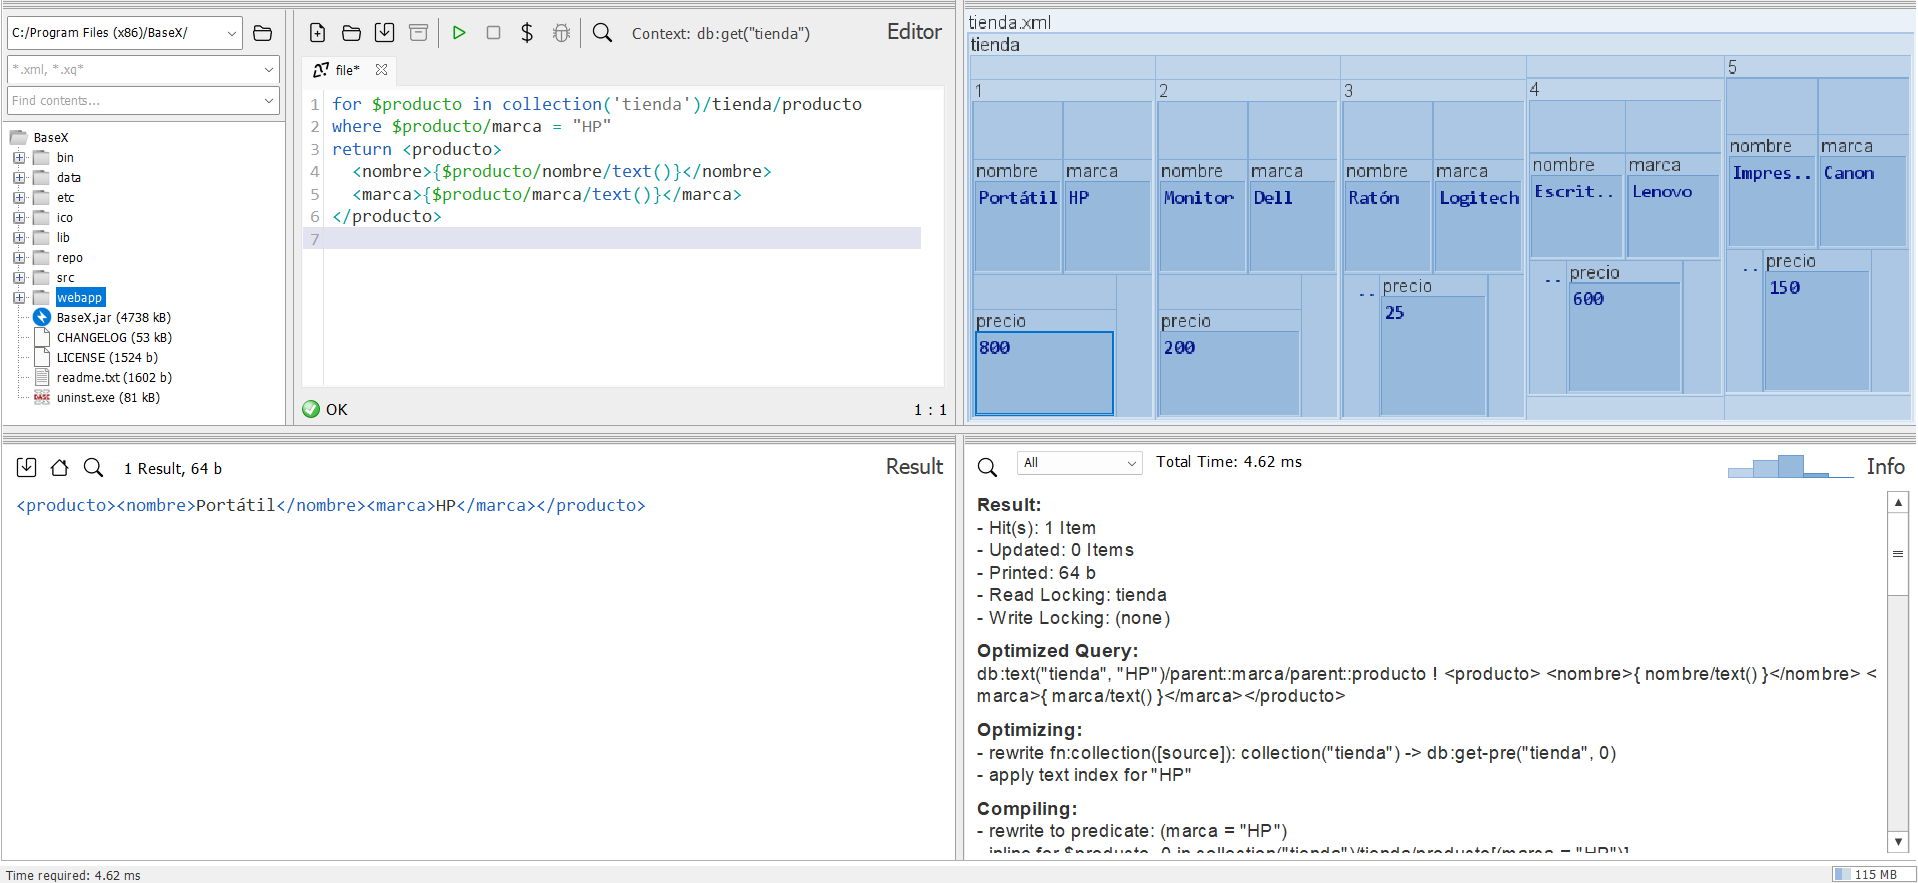 C:/Program Files (x86)/BaseX/
*.xml, *.xq*
Find contents...
BaseX
bin
data
etc
ico
lib
repo
src
webapp
BaseX.jar (4738 kB)
CHANGELOG (53 kB)
LICENSE (1524 b)
readme.txt (1602 b)
uninst.exe (81 kB)
Context: db:get("tienda")
Editor
file*
1 for $producto in collection('tienda')/tienda/producto
2 where $producto/marca = "HP"
3 return <producto>
4 <nombre>{$producto/nombre/text()}</nombre>
5 <marca>{$producto/marca/text()}</marca>
6 </producto>
7
OK
1 : 1
tienda.xml
tienda
1
nombre
Portátil
marca
HP
precio
800
2
nombre
Monitor
marca
Dell
precio
200
3
nombre
Ratón
marca
Logitech
..
precio
25
4
nombre
Escrit..
marca
Lenovo
..
precio
600
5
nombre
Impres..
marca
Canon
..
precio
150
1 Result, 64 b
Result
<producto><nombre>Portátil</nombre><marca>HP</marca></producto>
All
Total Time: 4.62 ms
Info
Result:
- Hit(s): 1 Item
- Updated: 0 Items
- Printed: 64 b
- Read Locking: tienda
- Write Locking: (none)
Optimized Query:
db:text("tienda", "HP")/parent::marca/parent::producto ! <producto> <nombre>{ nombre/text() }</nombre> <
marca>{ marca/text() }</marca></producto>
Optimizing:
- rewrite fn:collection([source]): collection("tienda") -> db:get-pre("tienda", 0)
- apply text index for "HP"
Compiling:
- rewrite to predicate: (marca = "HP")
- inline for $producto_0 in collection("tienda")/tienda/producto[(marca = "HP")]
Time required: 4.62 ms
115 MB